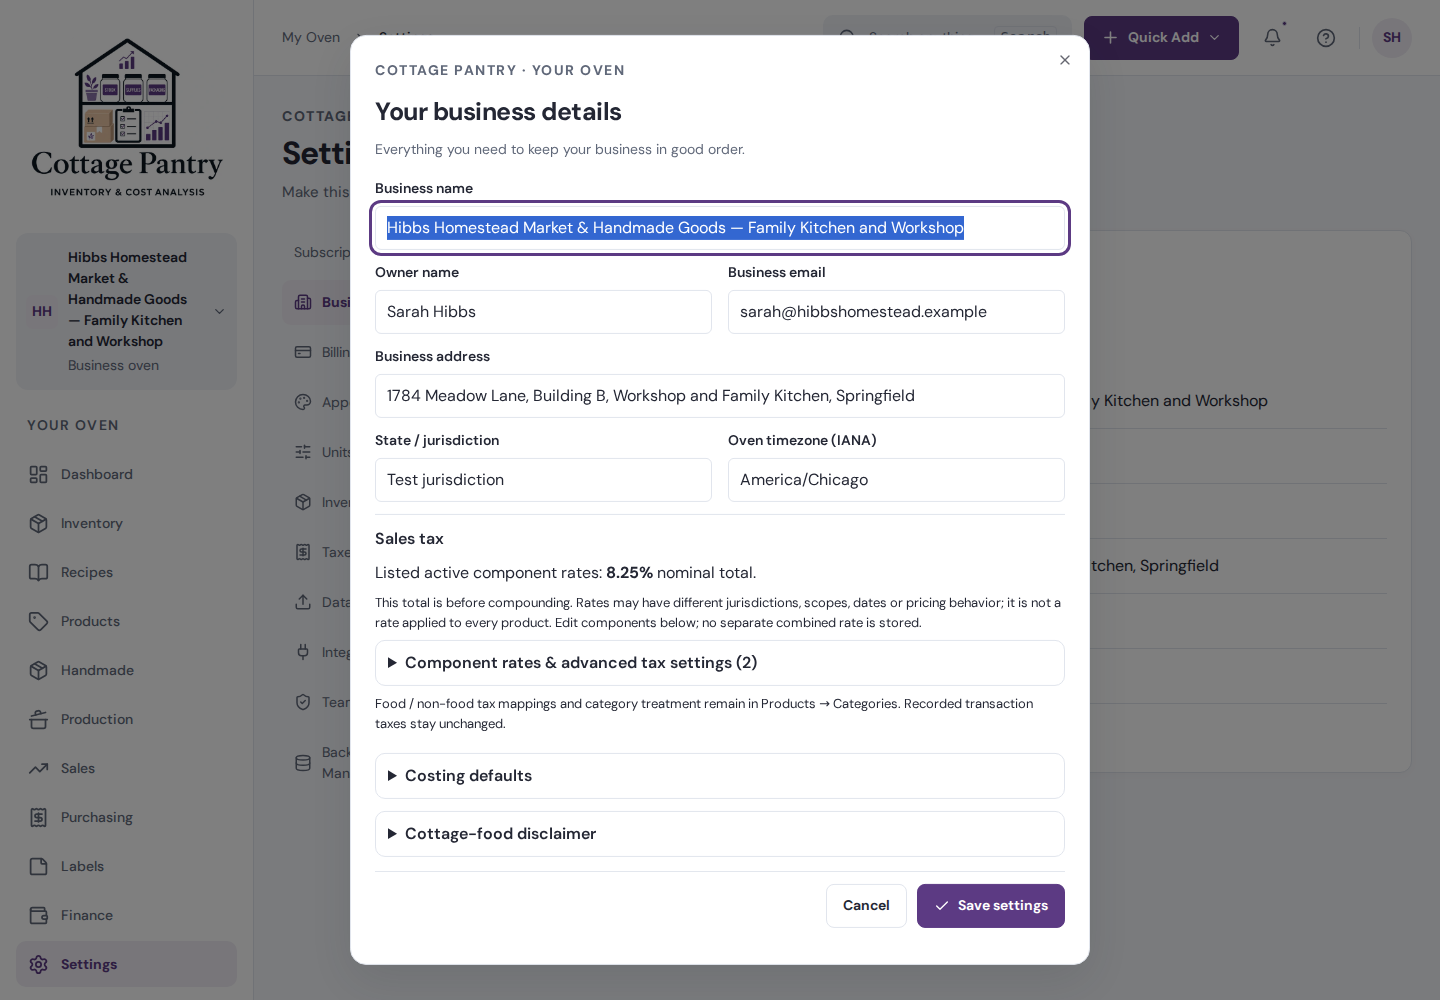 Cottage Pantry
INVENTORY & COST ANALYSIS
HH
Hibbs Homestead
Market &
Handmade Goods
— Family Kitchen
and Workshop
Business oven
YOUR OVEN
Dashboard
Inventory
Recipes
Products
Handmade
Production
Sales
Purchasing
Labels
Finance
Settings
My Oven
Quick Add
SH
Make this
Billin
Taxe
Data
Team
Back
Man
y Kitchen and Workshop
tchen, Springfield
COTTAGE PANTRY · YOUR OVEN
Your business details
Everything you need to keep your business in good order.
Business name
Hibbs Homestead Market & Handmade Goods — Family Kitchen and Workshop
Owner name
Business email
Sarah Hibbs
sarah@hibbshomestead.example
Business address
1784 Meadow Lane, Building B, Workshop and Family Kitchen, Springfield
State / jurisdiction
Oven timezone (IANA)
Test jurisdiction
America/Chicago
Sales tax
Listed active component rates: 8.25% nominal total.
This total is before compounding. Rates may have different jurisdictions, scopes, dates or pricing behavior; it is not a
rate applied to every product. Edit components below; no separate combined rate is stored.
Component rates & advanced tax settings (2)
Food / non-food tax mappings and category treatment remain in Products → Categories. Recorded transaction
taxes stay unchanged.
Costing defaults
Cottage-food disclaimer
Cancel
Save settings